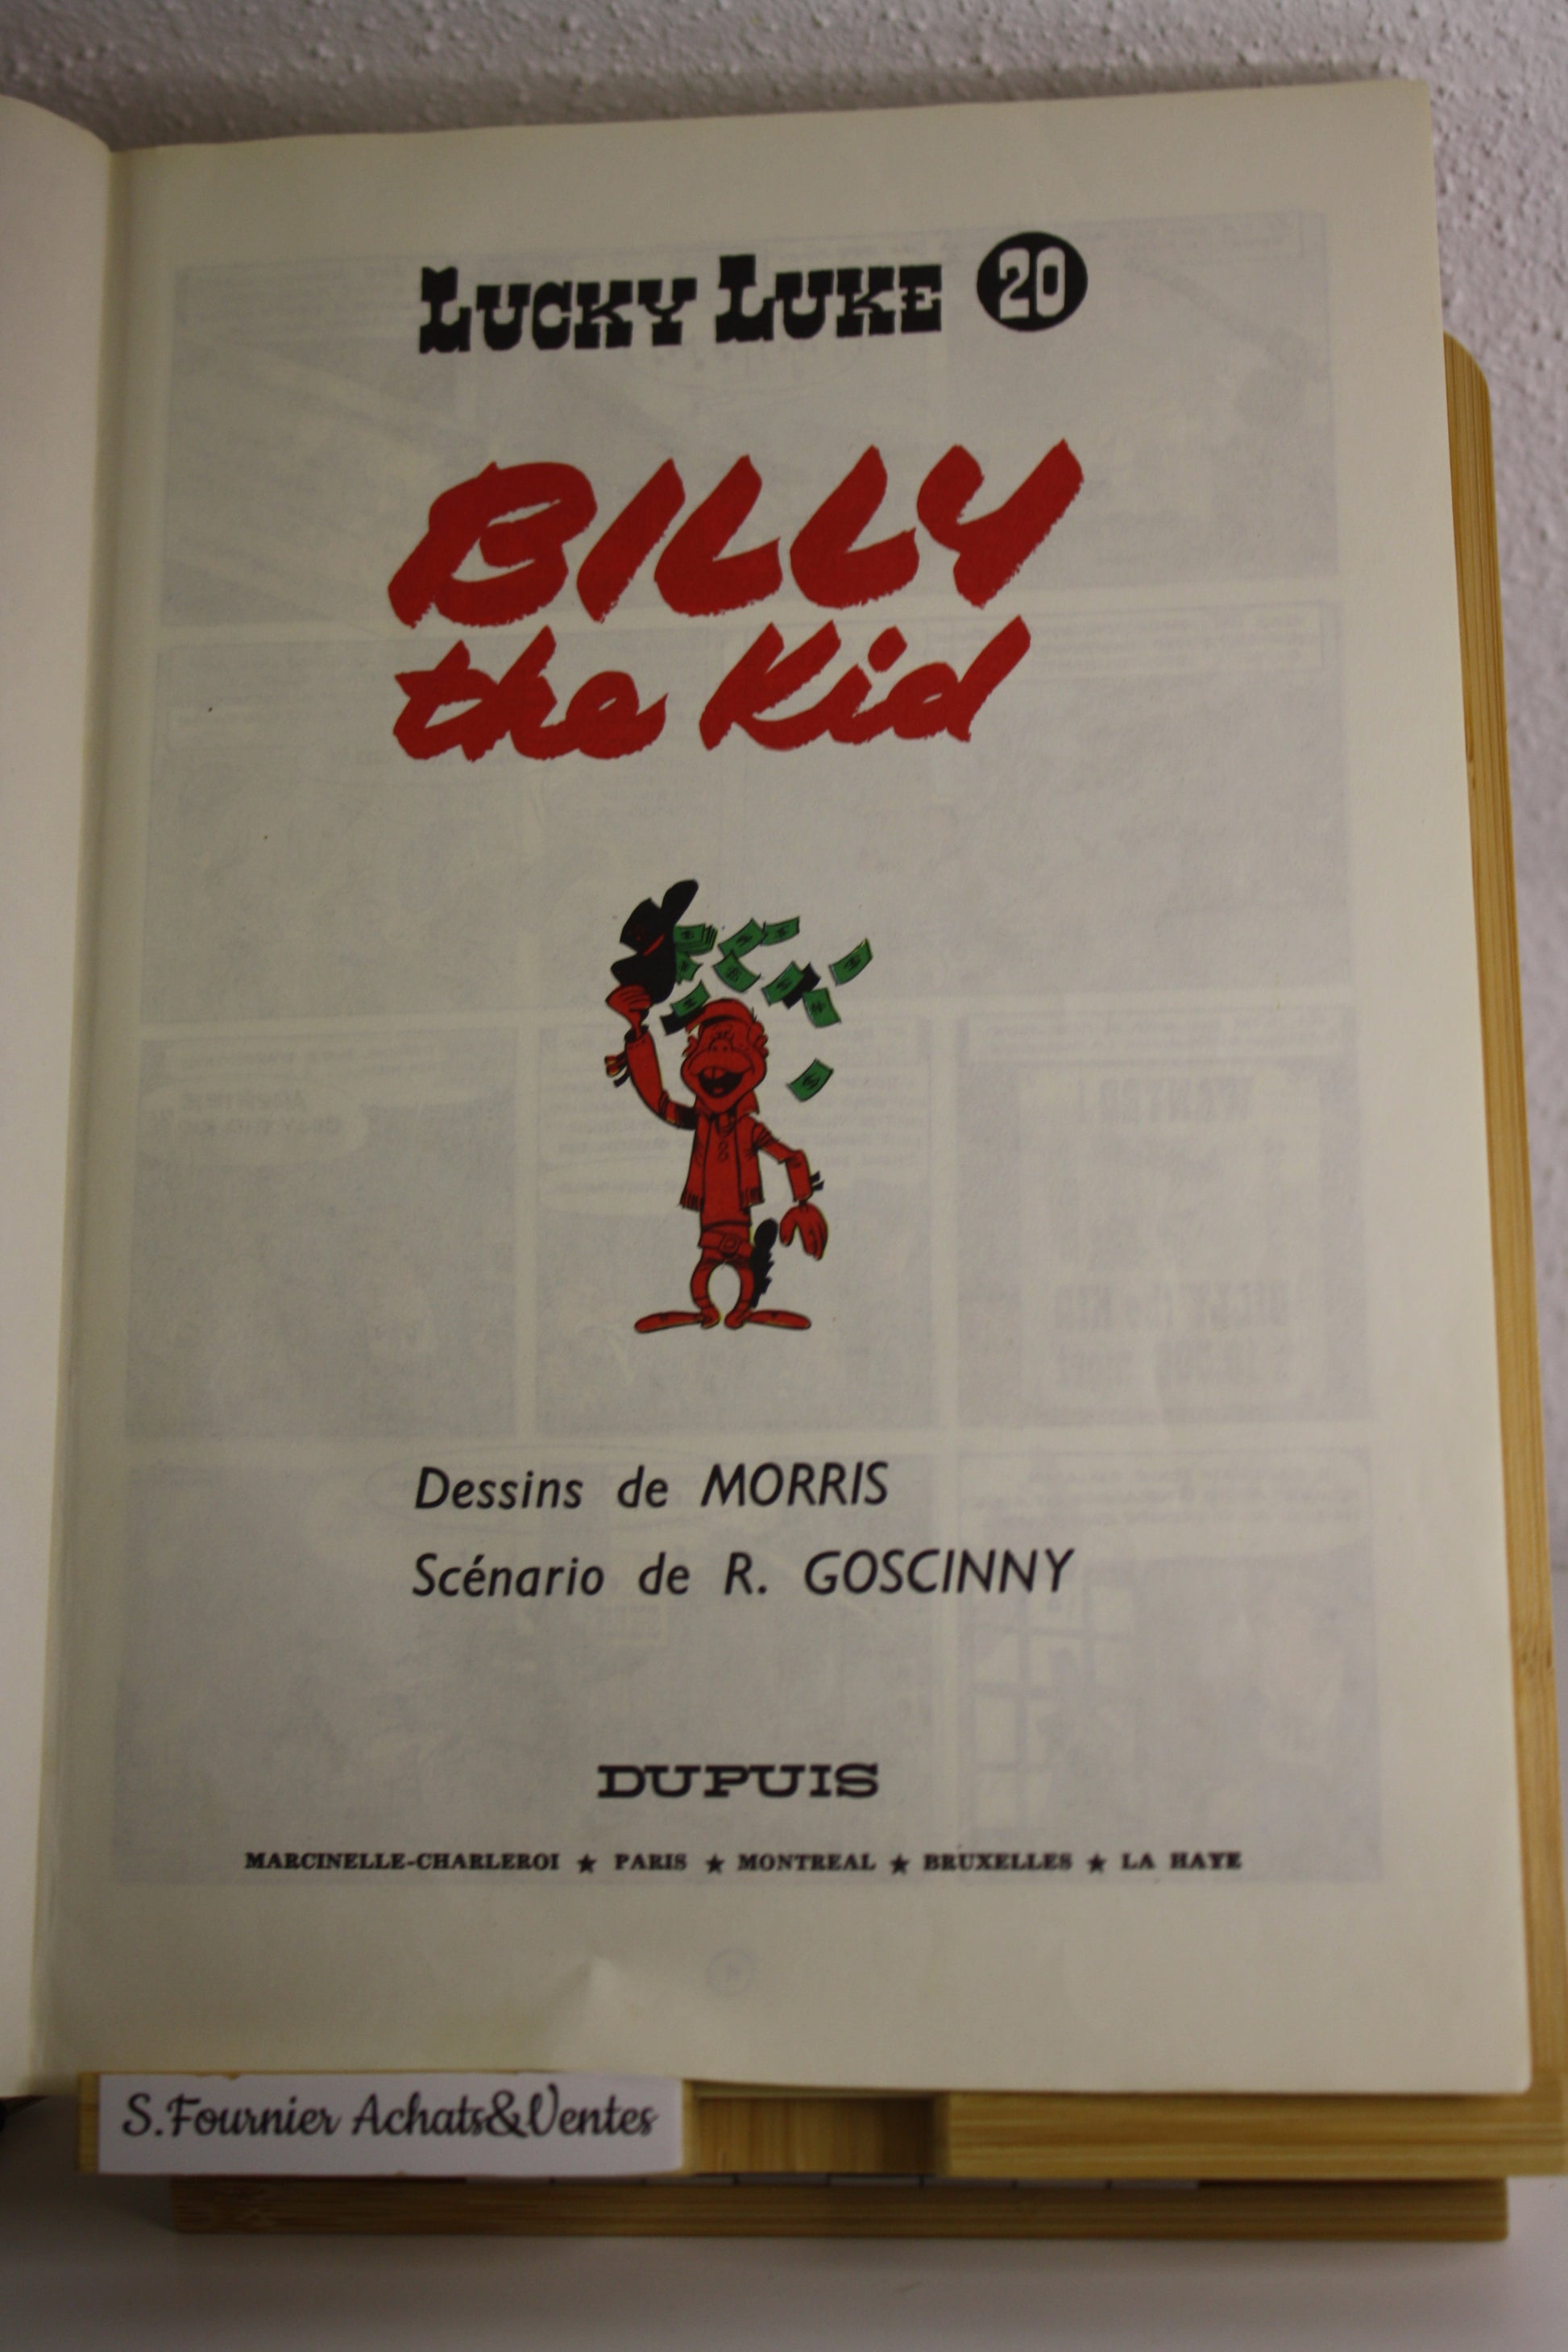 LUCKY LUKE 20
BILLY
the Kid
Dessins de MORRIS
Scénario de R. GOSCINNY
DUPUIS
MARCINELLE-CHARLEROI ★ PARIS ★ MONTREAL ★ BRUXELLES ★ LA HAYE
S.Fournier Achats&Ventes